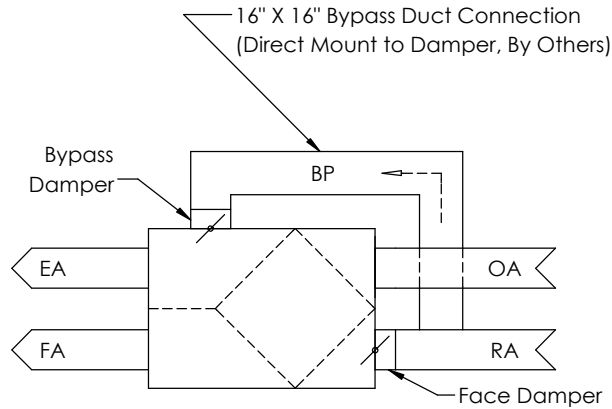 16" X 16" Bypass Duct Connection
(Direct Mount to Damper, By Others)
Bypass
Damper
BP
EA
OA
FA
RA
Face Damper